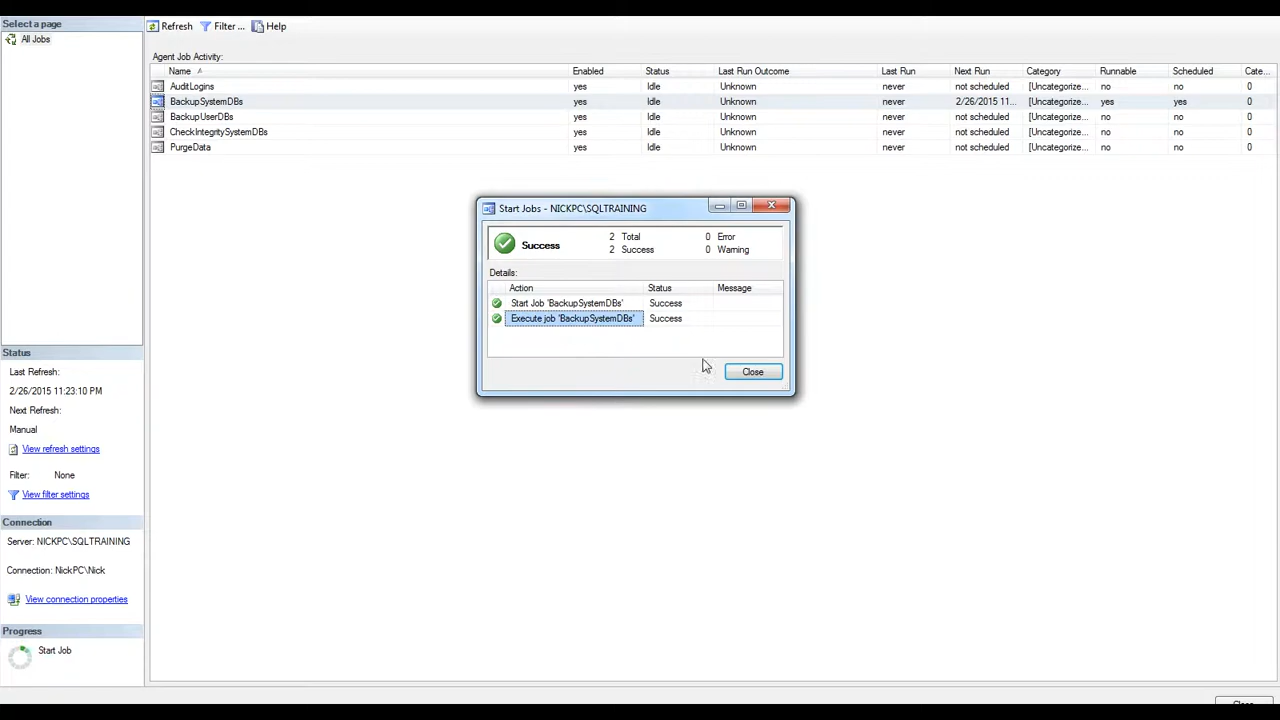 Select a page
All Jobs
Refresh Filter ... Help
Agent Job Activity:
Name Enabled Status Last Run Outcome Last Run Next Run Category Runnable Scheduled Cate...
AuditLogins yes Idle Unknown never not scheduled [Uncategorize... no no 0
BackupSystemDBs yes Idle Unknown never 2/26/2015 11... [Uncategorize... yes yes 0
BackupUserDBs yes Idle Unknown never not scheduled [Uncategorize... no no 0
CheckIntegritySystemDBs yes Idle Unknown never not scheduled [Uncategorize... no no 0
PurgeData yes Idle Unknown never not scheduled [Uncategorize... no no 0
Start Jobs - NICKPC\SQLTRAINING
Success
2 Total 0 Error
2 Success 0 Warning
Details:
Action Status Message
Start Job 'BackupSystemDBs' Success
Execute job 'BackupSystemDBs' Success
Close
Status
Last Refresh:
2/26/2015 11:23:10 PM
Next Refresh:
Manual
View refresh settings
Filter: None
View filter settings
Connection
Server: NICKPC\SQLTRAINING
Connection: NickPC\Nick
View connection properties
Progress
Start Job